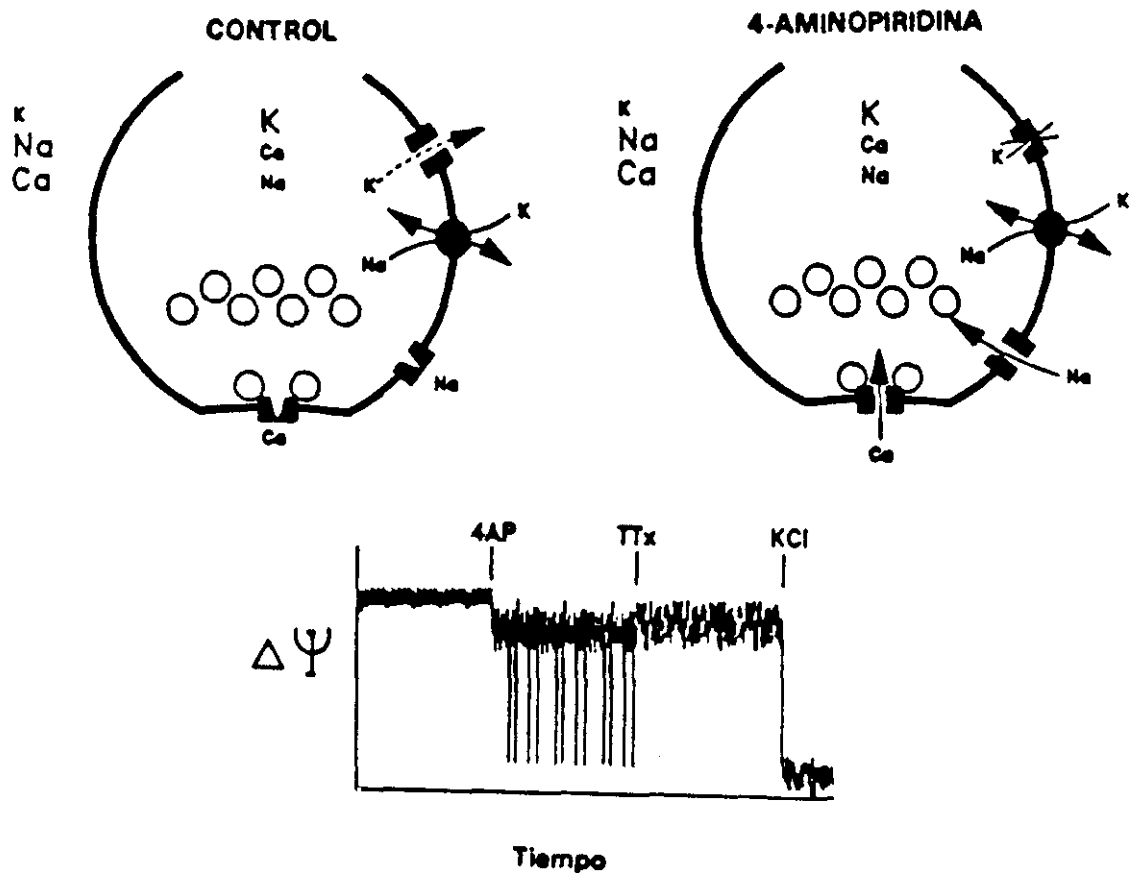 CONTROL
4-AMINOPIRIDINA
K
Na
Ca
K
Ca
Na
K+
K
Na
Na
Ca
K
Na
Ca
K
Ca
Na
K
K
Na
Na
Ca
4AP
TTx
KCl
ΔΨ
Tiempo